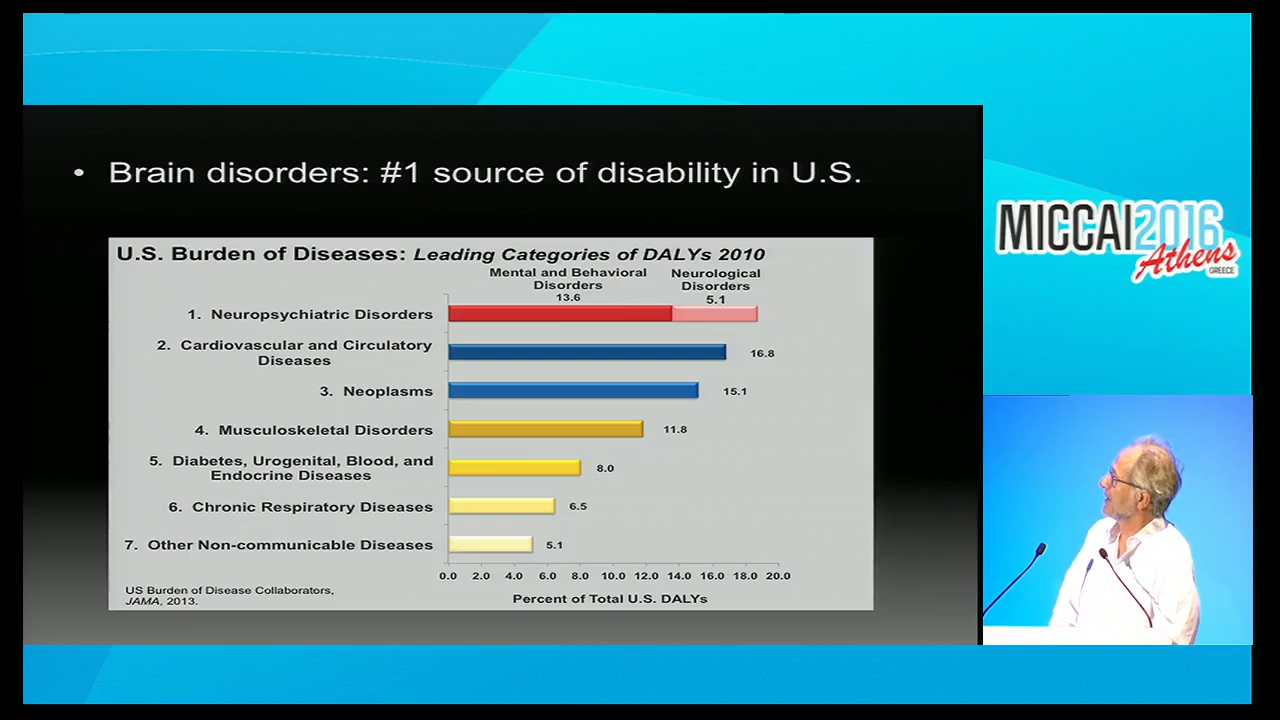 • Brain disorders: #1 source of disability in U.S.
U.S. Burden of Diseases: Leading Categories of DALYs 2010
Mental and Behavioral
Disorders
13.6
Neurological
Disorders
5.1
1. Neuropsychiatric Disorders
2. Cardiovascular and Circulatory
Diseases
16.8
3. Neoplasms
15.1
4. Musculoskeletal Disorders
11.8
5. Diabetes, Urogenital, Blood, and
Endocrine Diseases
8.0
6. Chronic Respiratory Diseases
6.5
7. Other Non-communicable Diseases
5.1
0.0 2.0 4.0 6.0 8.0 10.0 12.0 14.0 16.0 18.0 20.0
Percent of Total U.S. DALYs
US Burden of Disease Collaborators,
JAMA, 2013.
MICCAI2016
Athens
GREECE